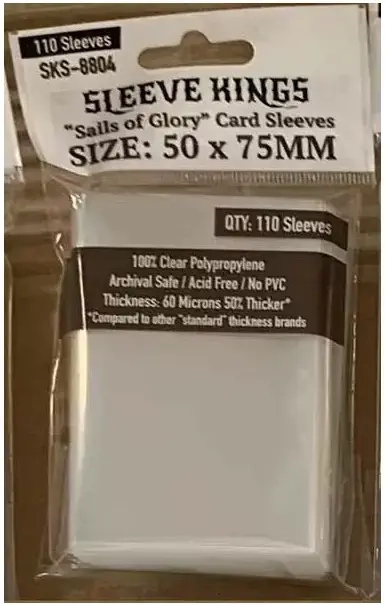 110 Sleeves
SKS-8804
SLEEVE KINGS
"Sails of Glory" Card Sleeves
SIZE: 50 x 75MM
QTY: 110 Sleeves
100% Clear Polypropylene
Archival Safe / Acid Free / No PVC
Thickness: 60 Microns 50% Thicker*
*Compared to other "standard" thickness brands